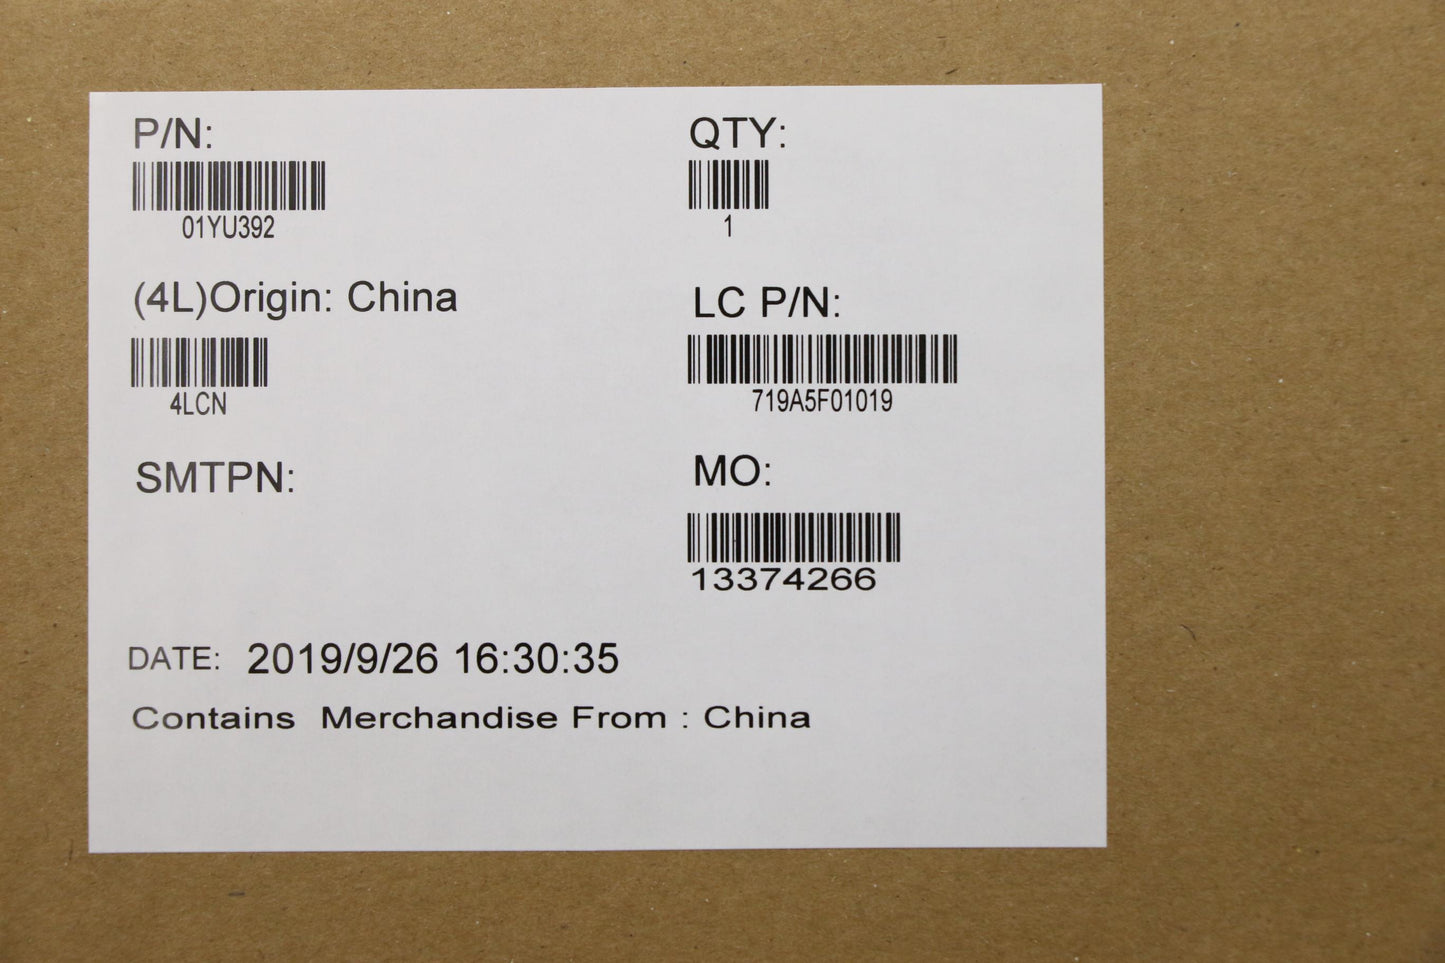 P/N:
01YU392
QTY:
1
(4L)Origin: China
4LCN
LC P/N:
719A5F01019
SMTPN:
MO:
13374266
DATE: 2019/9/26 16:30:35
Contains Merchandise From : China